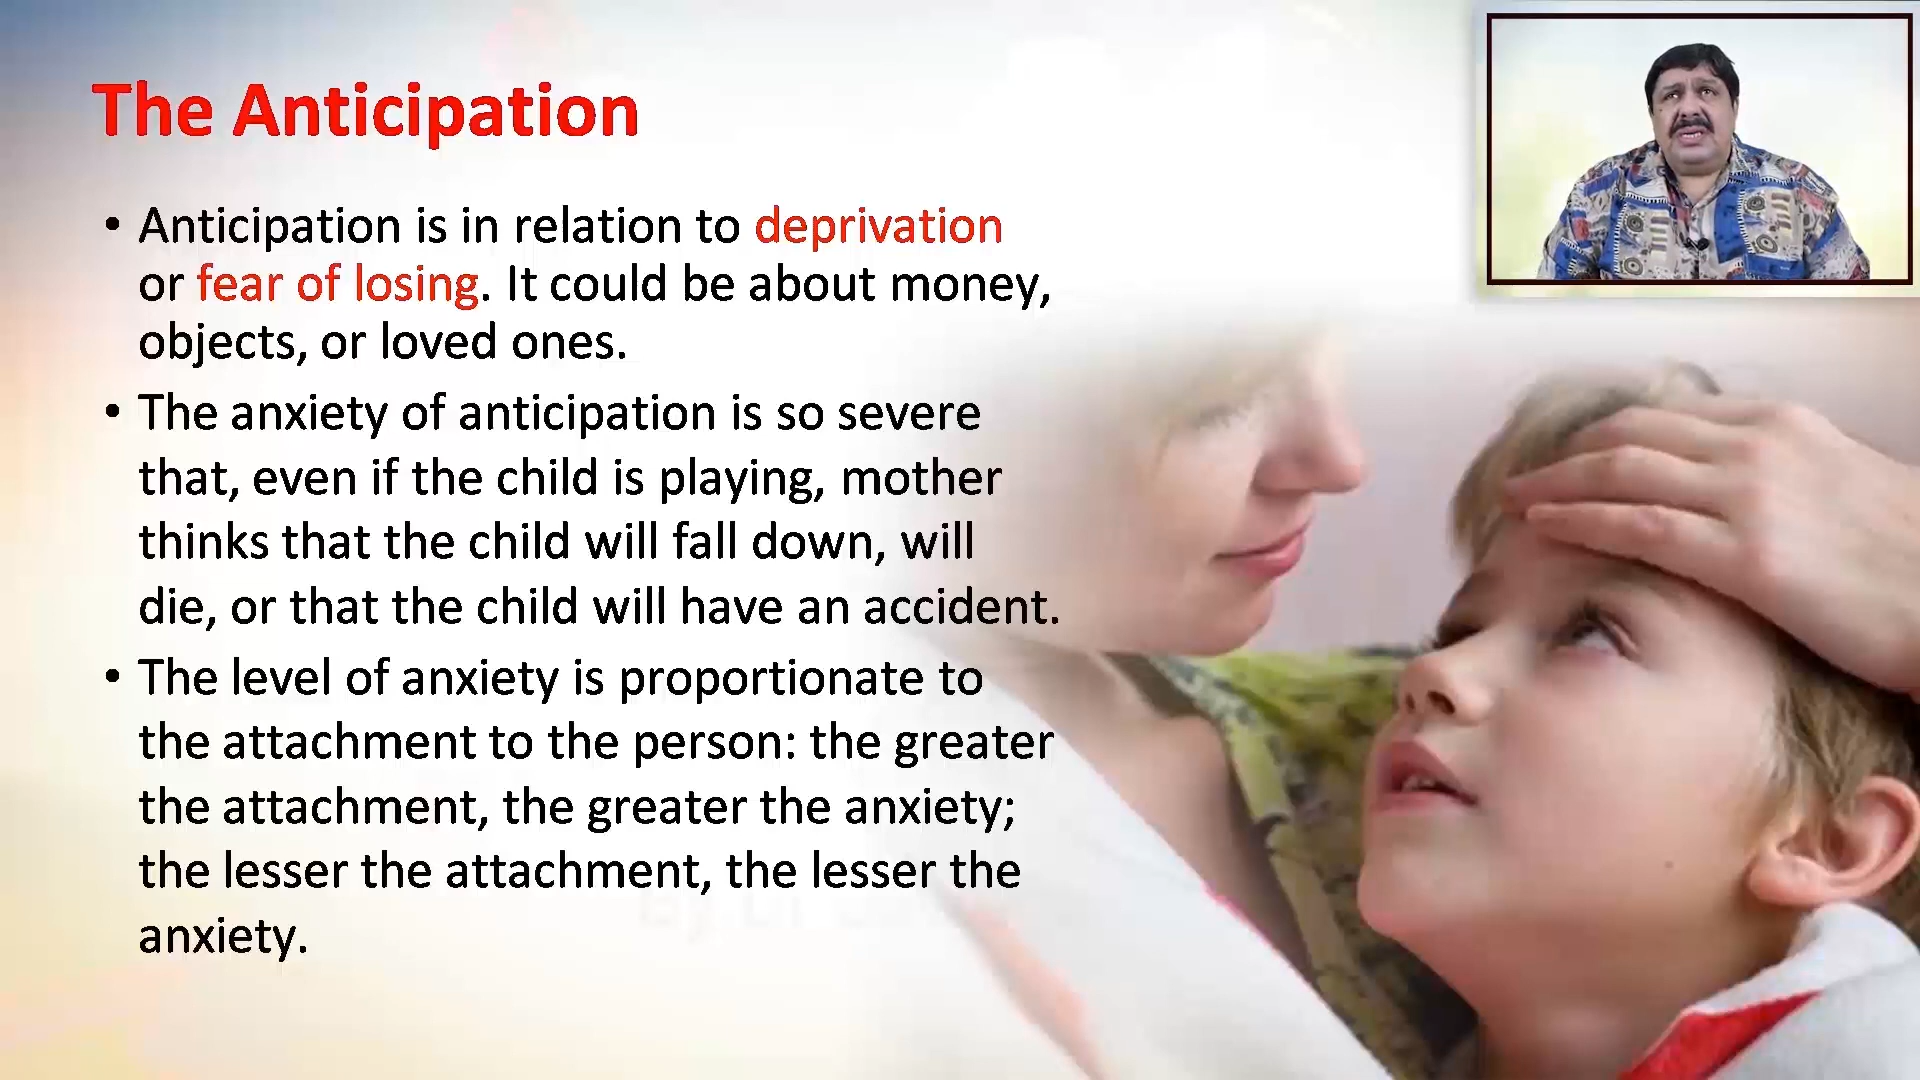 The Anticipation
• Anticipation is in relation to deprivation
or fear of losing. It could be about money,
objects, or loved ones.
• The anxiety of anticipation is so severe
that, even if the child is playing, mother
thinks that the child will fall down, will
die, or that the child will have an accident.
• The level of anxiety is proportionate to
the attachment to the person: the greater
the attachment, the greater the anxiety;
the lesser the attachment, the lesser the
anxiety.